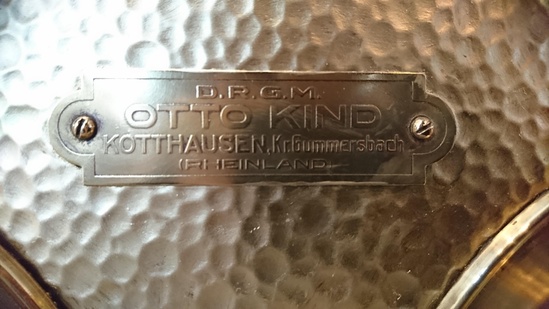 D.R.G.M.
OTTO KIND
KOTTHAUSEN, Kr. Gummersbach
(RHEINLAND)